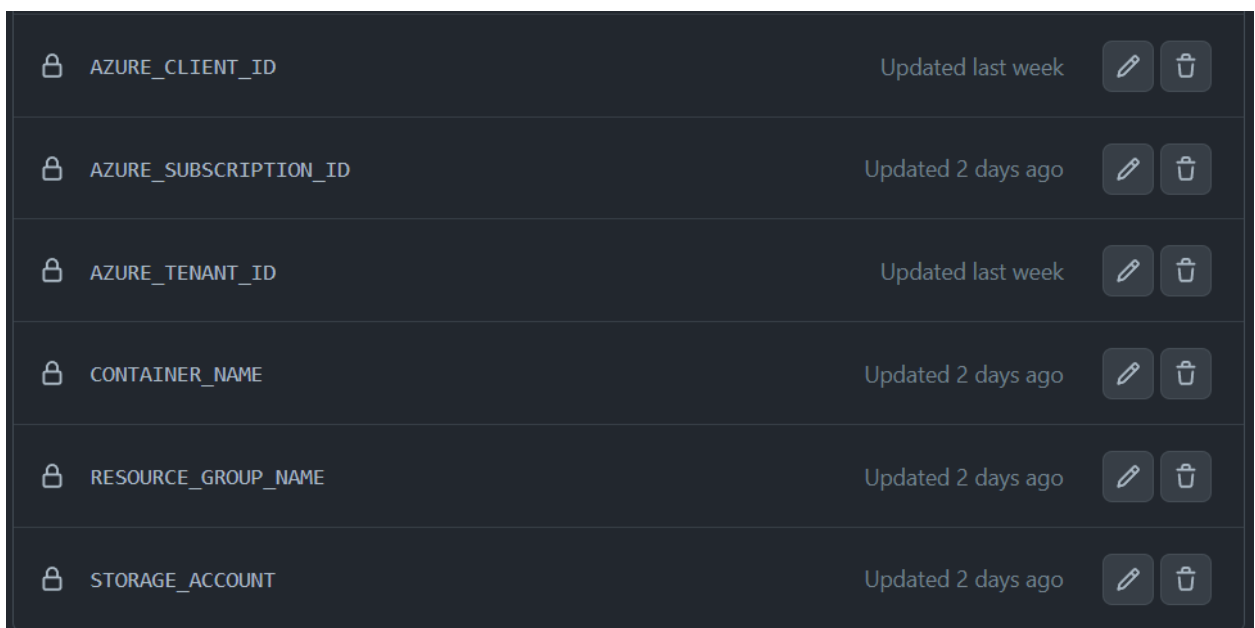 AZURE_CLIENT_ID Updated last week
AZURE_SUBSCRIPTION_ID Updated 2 days ago
AZURE_TENANT_ID Updated last week
CONTAINER_NAME Updated 2 days ago
RESOURCE_GROUP_NAME Updated 2 days ago
STORAGE_ACCOUNT Updated 2 days ago